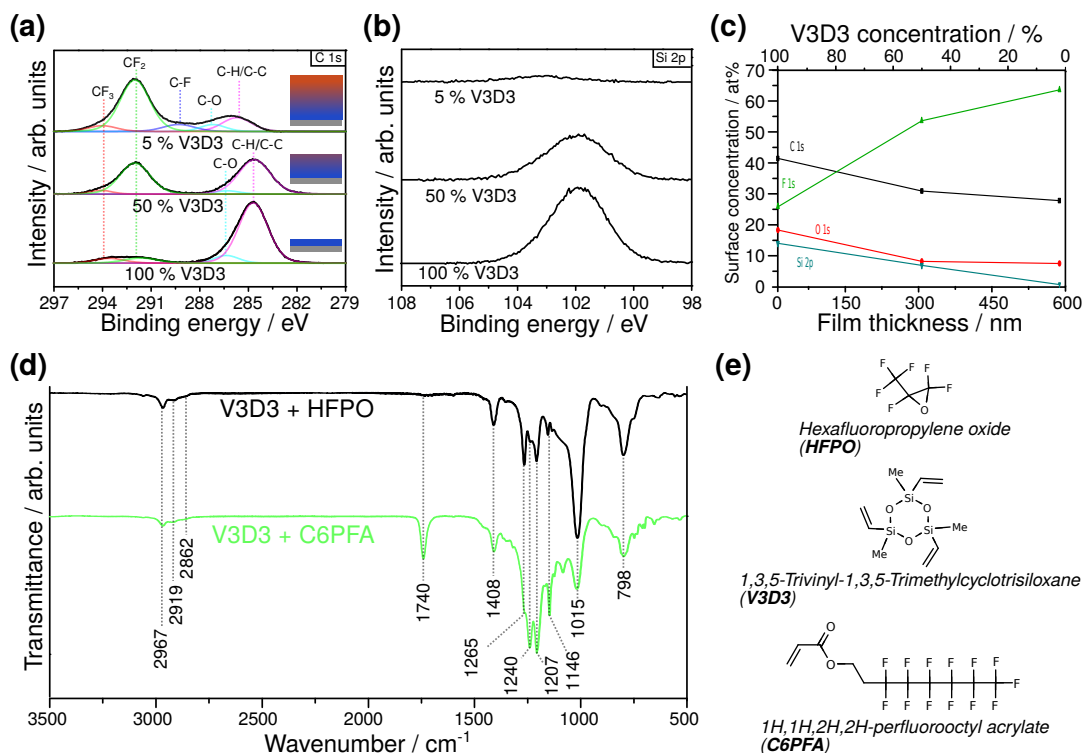 (a)
C 1s
CF3
CF2
C-F
C-O
C-H/C-C
5 % V3D3
C-O
C-H/C-C
50 % V3D3
100 % V3D3
Intensity / arb. units
297 294 291 288 285 282 279
Binding energy / eV
(b)
Si 2p
5 % V3D3
50 % V3D3
100 % V3D3
Intensity / arb. units
108 106 104 102 100 98
Binding energy / eV
(c)
V3D3 concentration / %
100 80 60 40 20 0
70
60
50
40
30
20
10
0
Surface concentration / at%
C 1s
F 1s
O 1s
Si 2p
0 150 300 450 600
Film thickness / nm
(d)
Transmittance / arb. units
V3D3 + HFPO
V3D3 + C6PFA
2967
2919
2862
1740
1408
1265
1240
1207
1146
1015
798
3500 3000 2500 2000 1500 1000 500
Wavenumber / cm-1
(e)
F F F F F F O
Hexafluoropropylene oxide
(HFPO)
Me Si O Si O Si O Me Me
1,3,5-Trivinyl-1,3,5-Trimethylcyclotrisiloxane
(V3D3)
O
O
F F F F F F
F
F F F F F F
1H,1H,2H,2H-perfluorooctyl acrylate
(C6PFA)